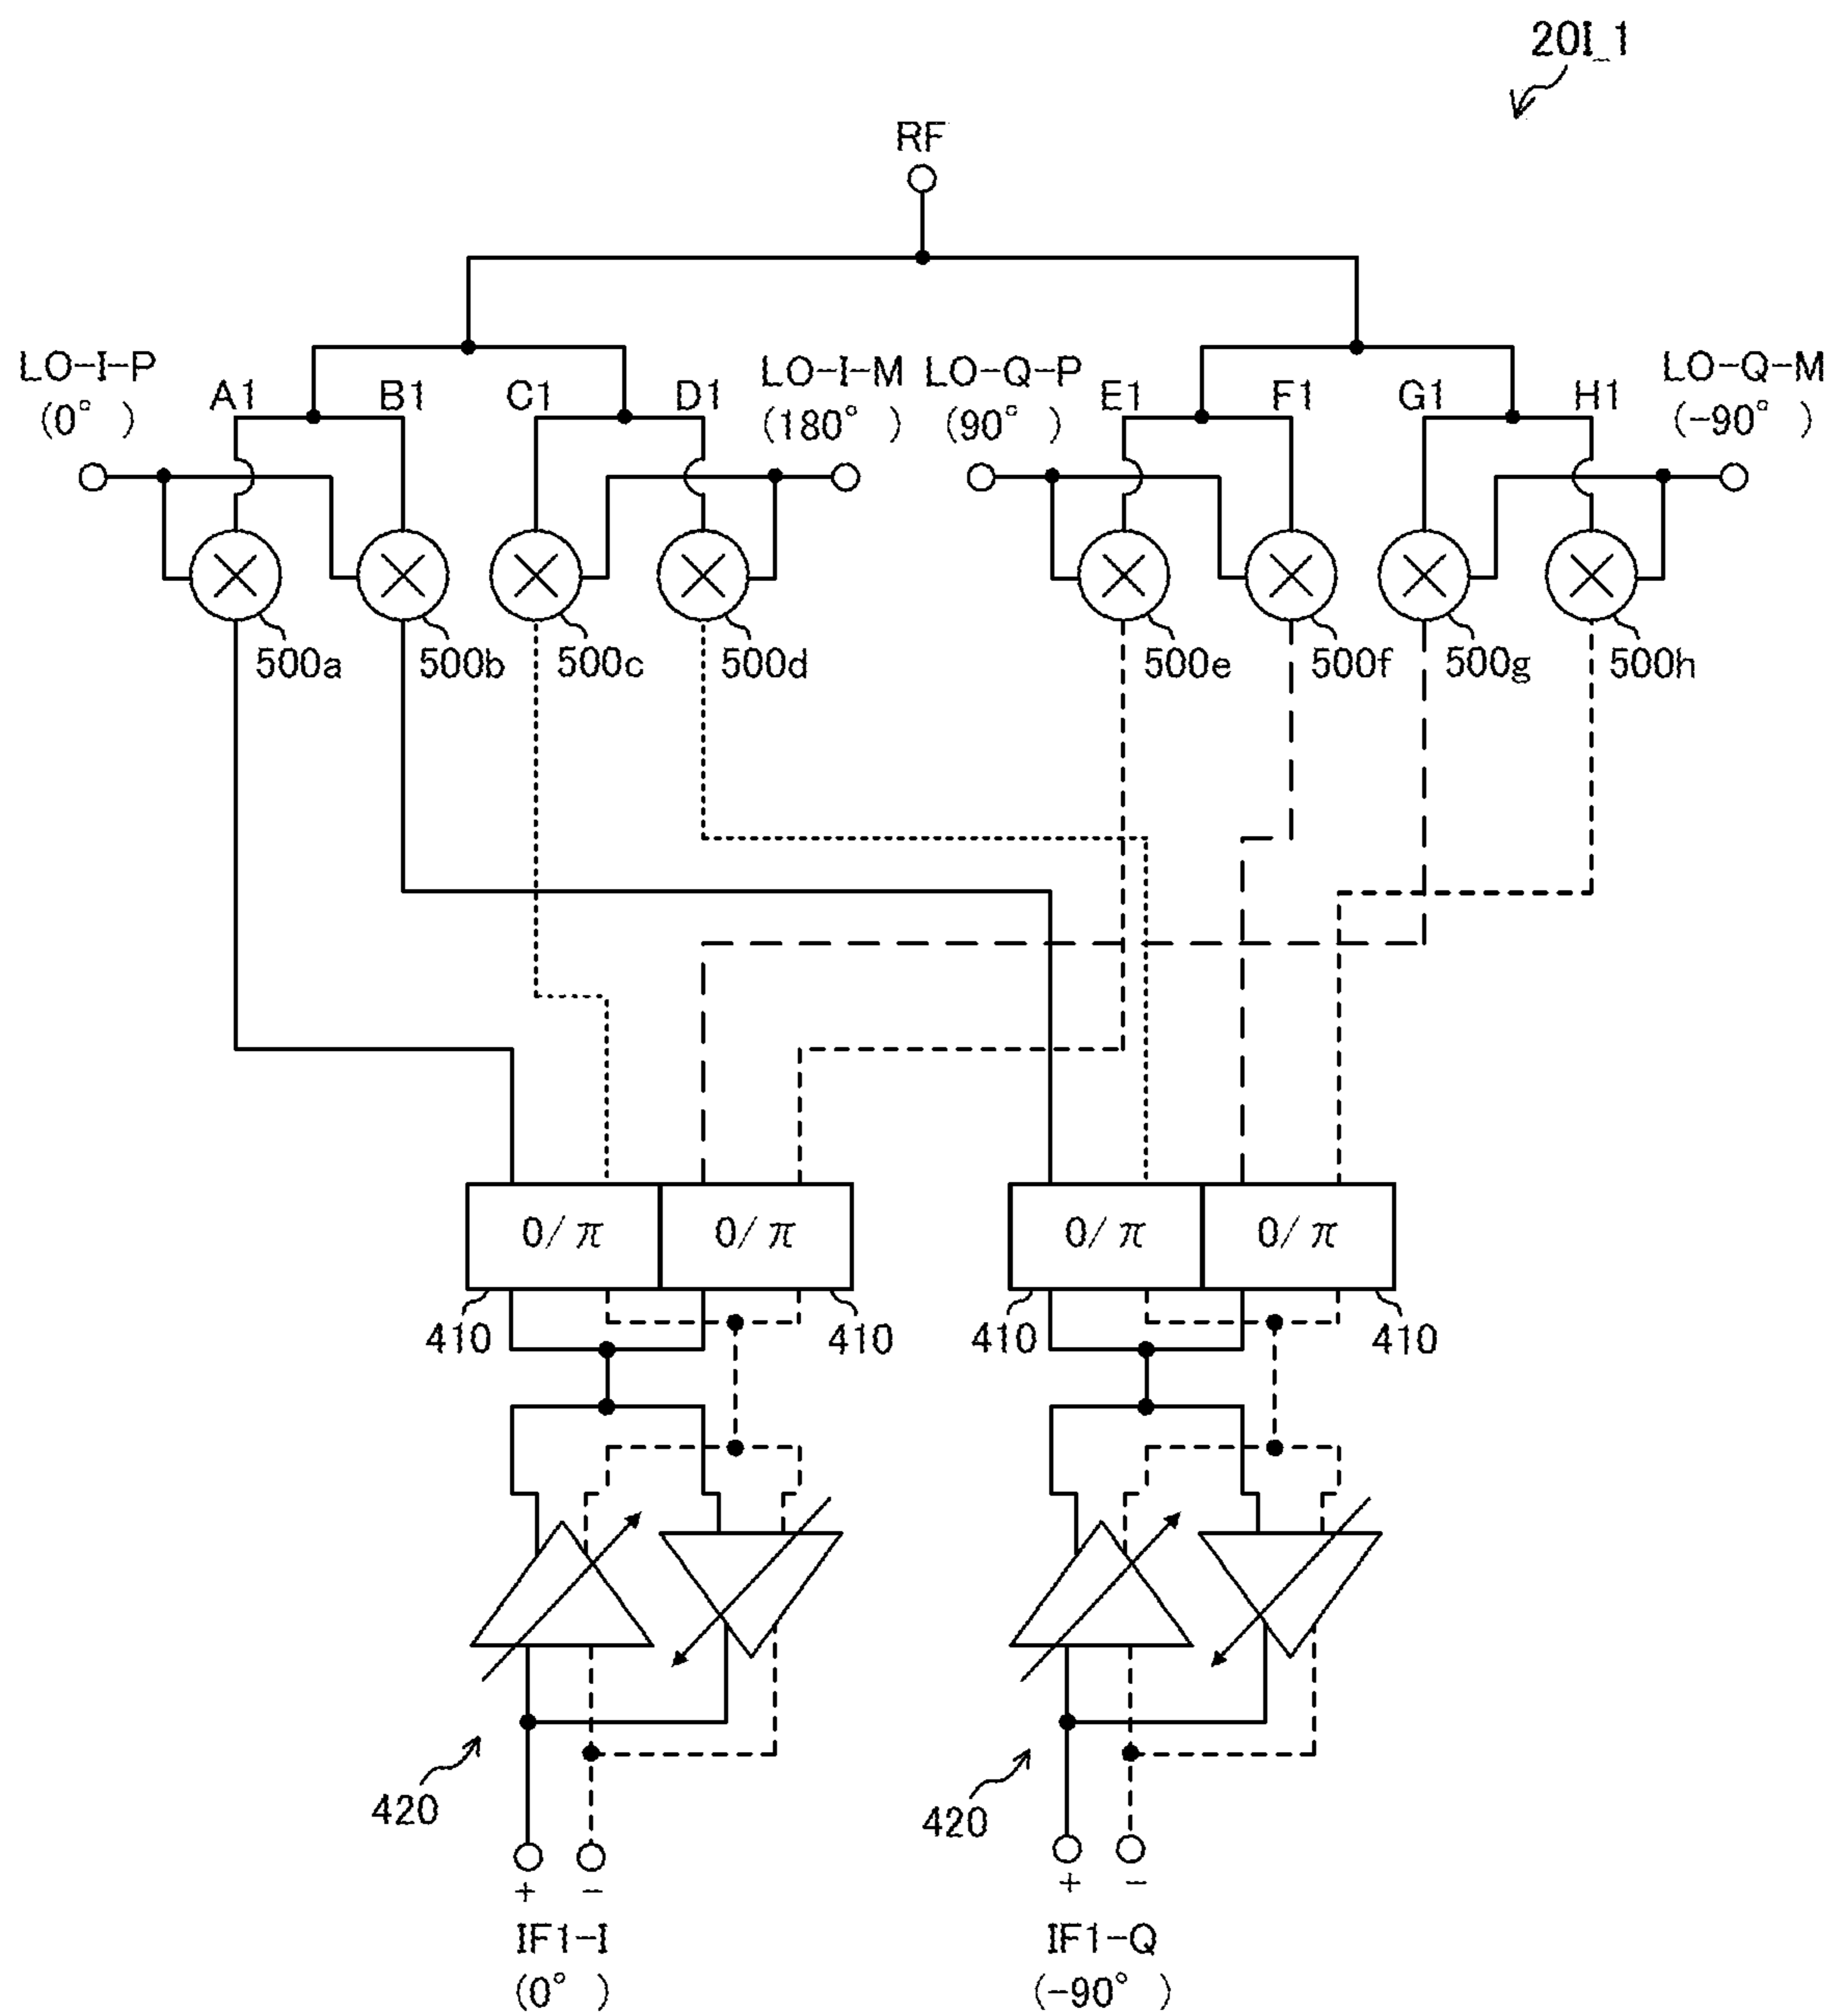 20I_1
RF
LO-I-P
(0°)
A1
B1
C1
D1
LO-I-M
(180°)
LO-Q-P
(90°)
E1
F1
G1
H1
LO-Q-M
(-90°)
500a
500b
500c
500d
500e
500f
500g
500h
0/π
0/π
0/π
0/π
410
410
410
410
420
420
+ -
IF1-I
(0°)
+ -
IF1-Q
(-90°)